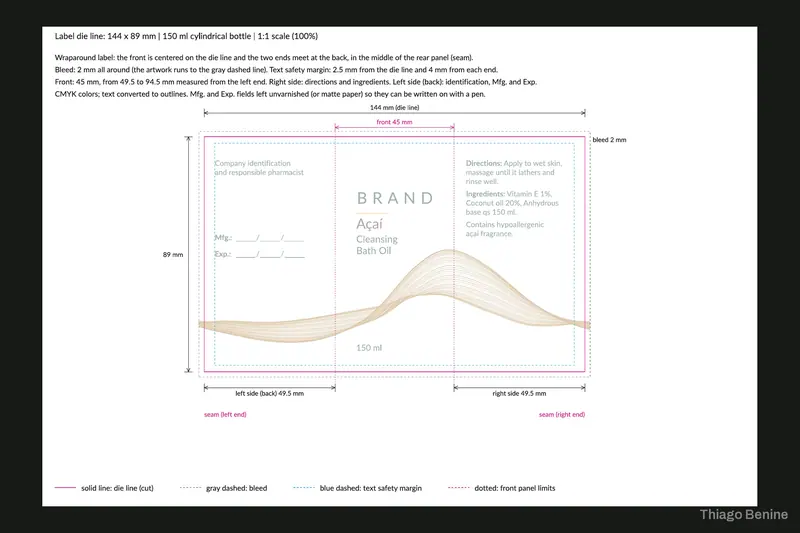 Label die line: 144 x 89 mm | 150 ml cylindrical bottle | 1:1 scale (100%)
Wraparound label: the front is centered on the die line and the two ends meet at the back, in the middle of the rear panel (seam).
Bleed: 2 mm all around (the artwork runs to the gray dashed line). Text safety margin: 2.5 mm from the die line and 4 mm from each end.
Front: 45 mm, from 49.5 to 94.5 mm measured from the left end. Right side: directions and ingredients. Left side (back): identification, Mfg. and Exp.
CMYK colors; text converted to outlines. Mfg. and Exp. fields left unvarnished (or matte paper) so they can be written on with a pen.
144 mm (die line)
front 45 mm
bleed 2 mm
Company identification
and responsible pharmacist
Mfg.: _____/_____/_____
Exp.: _____/_____/_____
89 mm
BRAND
Açaí
Cleansing
Bath Oil
150 ml
Directions: Apply to wet skin,
massage until it lathers and
rinse well.
Ingredients: Vitamin E 1%,
Coconut oil 20%, Anhydrous
base qs 150 ml.
Contains hypoallergenic
açaí fragrance.
left side (back) 49.5 mm
right side 49.5 mm
seam (left end)
seam (right end)
solid line: die line (cut)
gray dashed: bleed
blue dashed: text safety margin
dotted: front panel limits
Thiago Benine